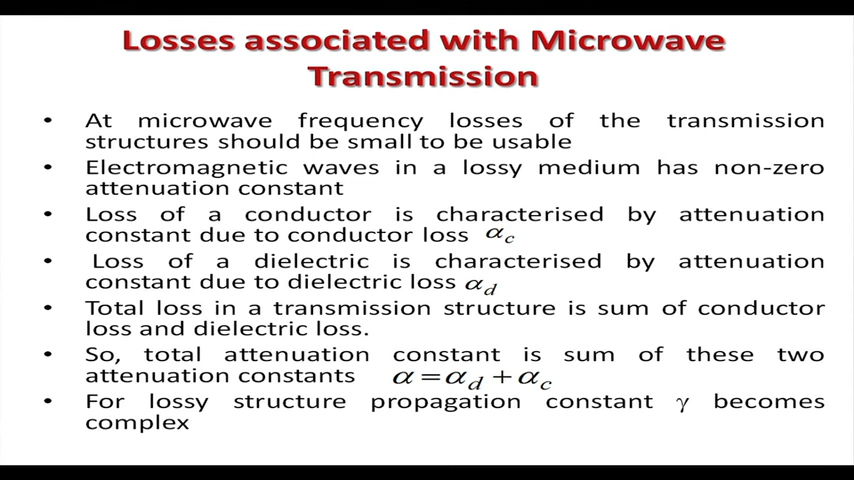 Losses associated with Microwave
Transmission
• At microwave frequency losses of the transmission
structures should be small to be usable
• Electromagnetic waves in a lossy medium has non-zero
attenuation constant
• Loss of a conductor is characterised by attenuation
constant due to conductor loss α_c
• Loss of a dielectric is characterised by attenuation
constant due to dielectric loss α_d
• Total loss in a transmission structure is sum of conductor
loss and dielectric loss.
• So, total attenuation constant is sum of these two
attenuation constants α = α_d + α_c
• For lossy structure propagation constant γ becomes
complex